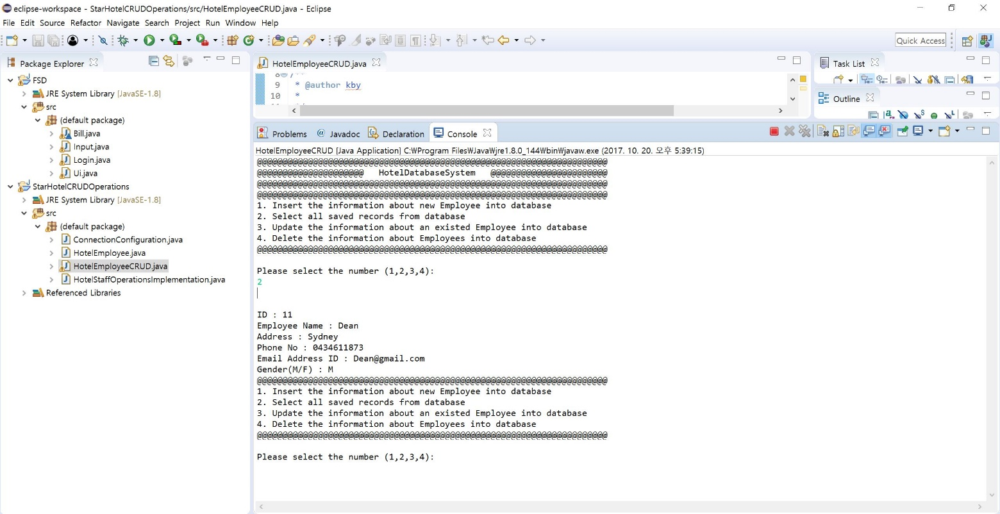 eclipse-workspace - StarHotelCRUDOperations/src/HotelEmployeeCRUD.java - Eclipse
File Edit Source Refactor Navigate Search Project Run Window Help
Quick Access
Package Explorer
FSD
JRE System Library [JavaSE-1.8]
src
(default package)
Bill.java
Input.java
Login.java
Ui.java
StarHotelCRUDOperations
JRE System Library [JavaSE-1.8]
src
(default package)
ConnectionConfiguration.java
HotelEmployee.java
HotelEmployeeCRUD.java
HotelStaffOperationsImplementation.java
Referenced Libraries
HotelEmployeeCRUD.java
9 * @author kby
10 *
Task List
Outline
Problems Javadoc Declaration Console
HotelEmployeeCRUD [Java Application] C:₩Program Files₩Java₩jre1.8.0_144₩bin₩javaw.exe (2017. 10. 20. 오후 5:39:15)
@@@@@@@@@@@@@@@@@@@@@@@@@@@@@@@@@@@@@@@@@@@@@@@@@@@@@@@@@@@@@@@@@@@@@
@@@@@@@@@@@@@@@@@@@@@   HotelDatabaseSystem   @@@@@@@@@@@@@@@@@@@@@@@
@@@@@@@@@@@@@@@@@@@@@@@@@@@@@@@@@@@@@@@@@@@@@@@@@@@@@@@@@@@@@@@@@@@@@
@@@@@@@@@@@@@@@@@@@@@@@@@@@@@@@@@@@@@@@@@@@@@@@@@@@@@@@@@@@@@@@@@@@@@
1. Insert the information about new Employee into database
2. Select all saved records from database
3. Update the information about an existed Employee into database
4. Delete the information about Employees into database
@@@@@@@@@@@@@@@@@@@@@@@@@@@@@@@@@@@@@@@@@@@@@@@@@@@@@@@@@@@@@@@@@@@@@
Please select the number (1,2,3,4):
2
ID : 11
Employee Name : Dean
Address : Sydney
Phone No : 0434611873
Email Address ID : Dean@gmail.com
Gender(M/F) : M
@@@@@@@@@@@@@@@@@@@@@@@@@@@@@@@@@@@@@@@@@@@@@@@@@@@@@@@@@@@@@@@@@@@@@
1. Insert the information about new Employee into database
2. Select all saved records from database
3. Update the information about an existed Employee into database
4. Delete the information about Employees into database
@@@@@@@@@@@@@@@@@@@@@@@@@@@@@@@@@@@@@@@@@@@@@@@@@@@@@@@@@@@@@@@@@@@@@
Please select the number (1,2,3,4):